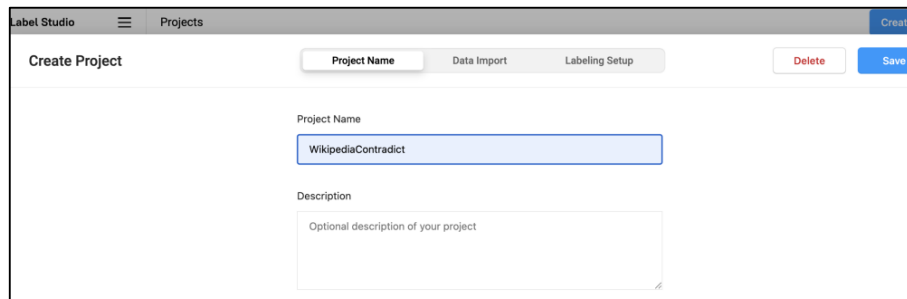 Label Studio Projects Creat
Create Project Project Name Data Import Labeling Setup Delete Save
Project Name
WikipediaContradict
Description
Optional description of your project